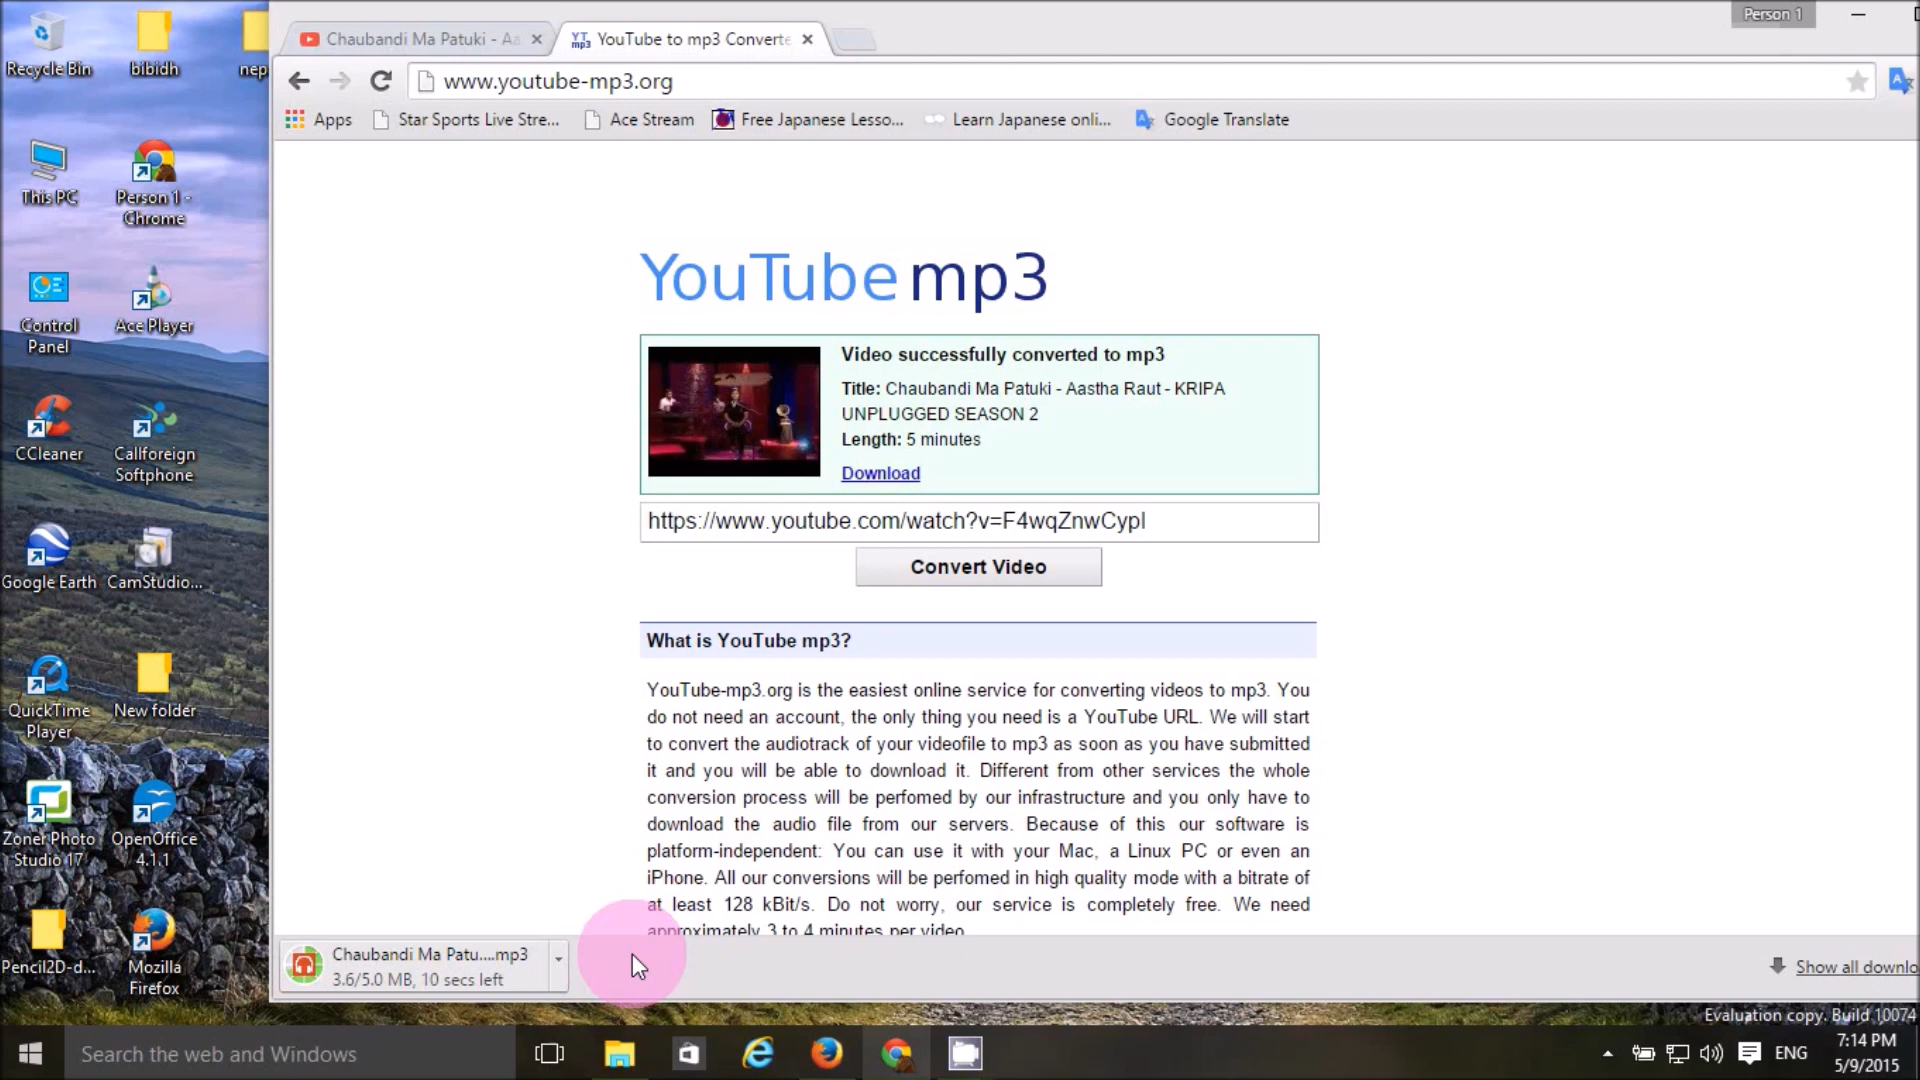 Recycle Bin
bibidh
nep
This PC
Person 1 -
Chrome
Control
Panel
Ace Player
CCleaner
Callforeign
Softphone
Google Earth
CamStudio...
QuickTime
Player
New folder
Zoner Photo
Studio 17
OpenOffice
4.1.1
Pencil2D-d...
Mozilla
Firefox
Chaubandi Ma Patuki - Aa
YT
mp3
YouTube to mp3 Converte
Person 1
www.youtube-mp3.org
Apps
Star Sports Live Stre...
Ace Stream
Free Japanese Lesso...
Learn Japanese onli...
Google Translate
YouTube mp3
Video successfully converted to mp3
Title: Chaubandi Ma Patuki - Aastha Raut - KRIPA
UNPLUGGED SEASON 2
Length: 5 minutes
Download
https://www.youtube.com/watch?v=F4wqZnwCypI
Convert Video
What is YouTube mp3?
YouTube-mp3.org is the easiest online service for converting videos to mp3. You
do not need an account, the only thing you need is a YouTube URL. We will start
to convert the audiotrack of your videofile to mp3 as soon as you have submitted
it and you will be able to download it. Different from other services the whole
conversion process will be perfomed by our infrastructure and you only have to
download the audio file from our servers. Because of this our software is
platform-independent: You can use it with your Mac, a Linux PC or even an
iPhone. All our conversions will be perfomed in high quality mode with a bitrate of
at least 128 kBit/s. Do not worry, our service is completely free. We need
approximately 3 to 4 minutes per video.
Chaubandi Ma Patu....mp3
3.6/5.0 MB, 10 secs left
Show all downlo
Evaluation copy. Build 10074
Search the web and Windows
ENG
7:14 PM
5/9/2015